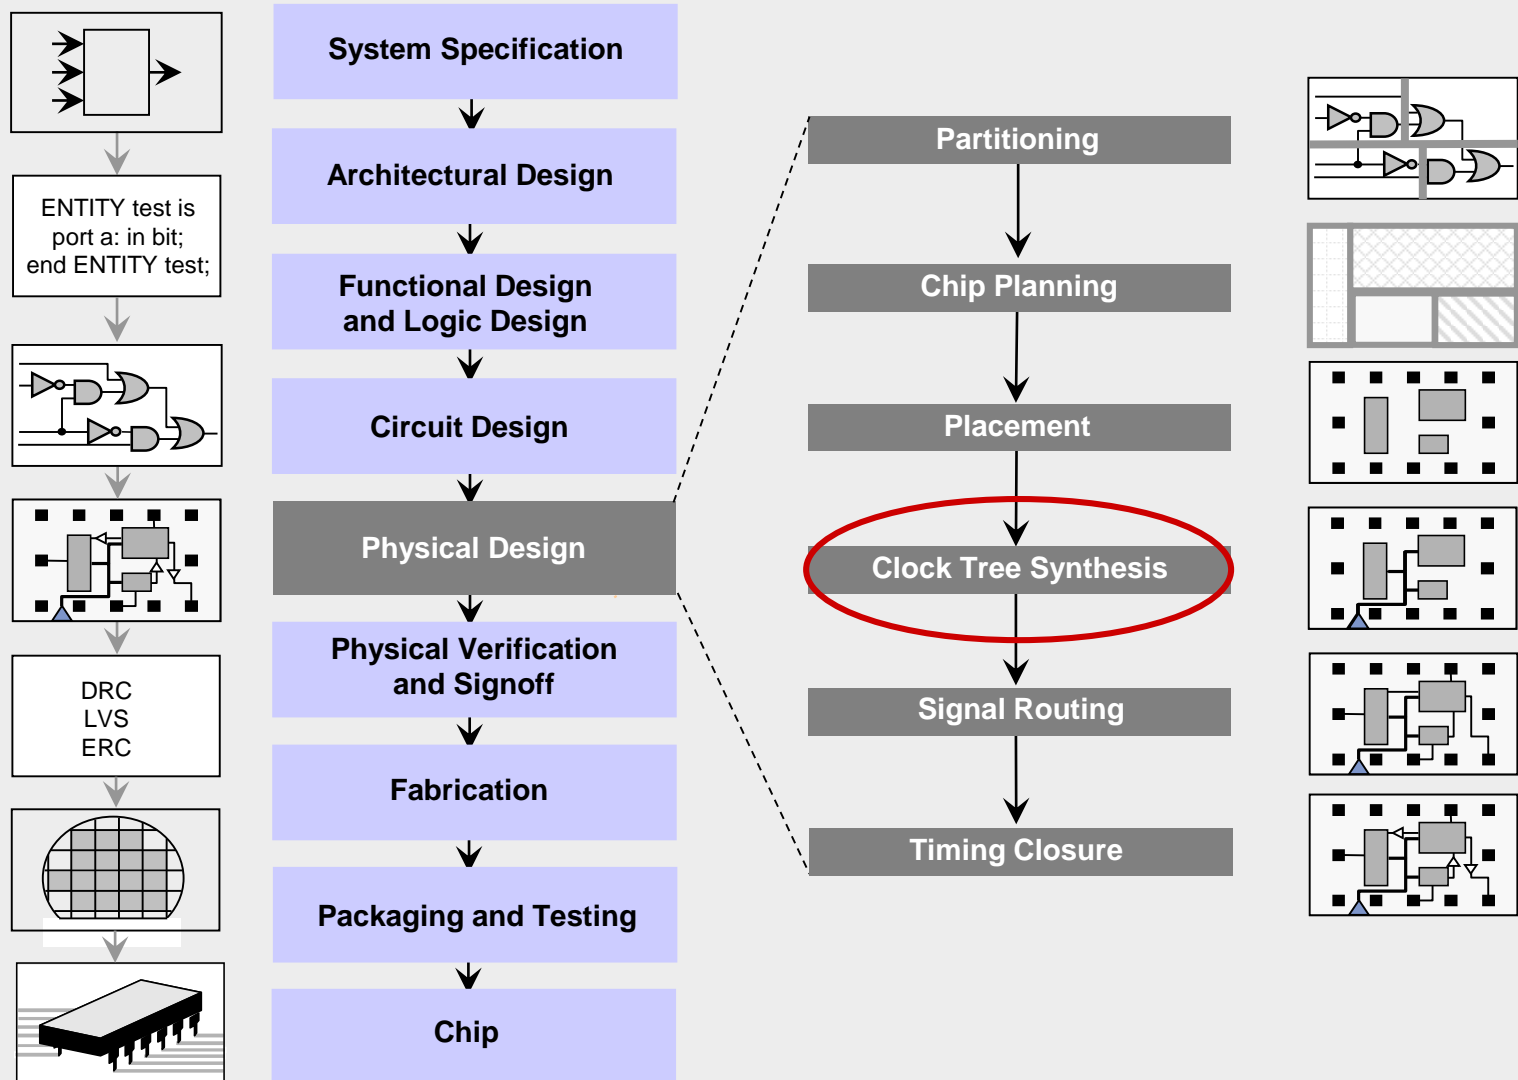 System Specification
Architectural Design
ENTITY test is
port a: in bit;
end ENTITY test;
Functional Design
and Logic Design
Circuit Design
Physical Design
Physical Verification
and Signoff
DRC
LVS
ERC
Fabrication
Packaging and Testing
Chip
Partitioning
Chip Planning
Placement
Clock Tree Synthesis
Signal Routing
Timing Closure